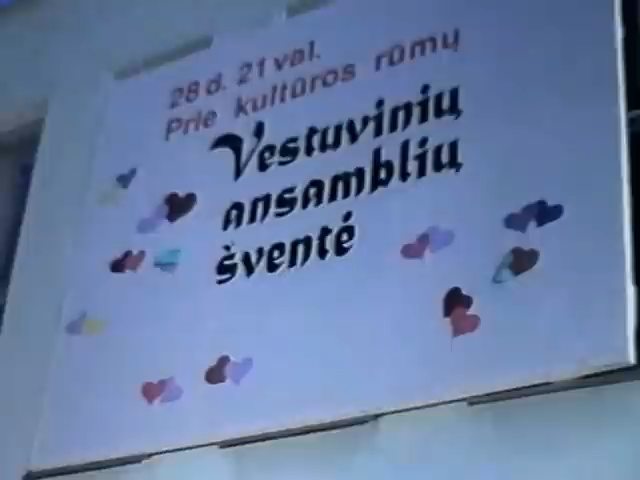 28 d. 21 val.
Prie kultūros rūmų
Vestuvinių
ansamblių
šventė